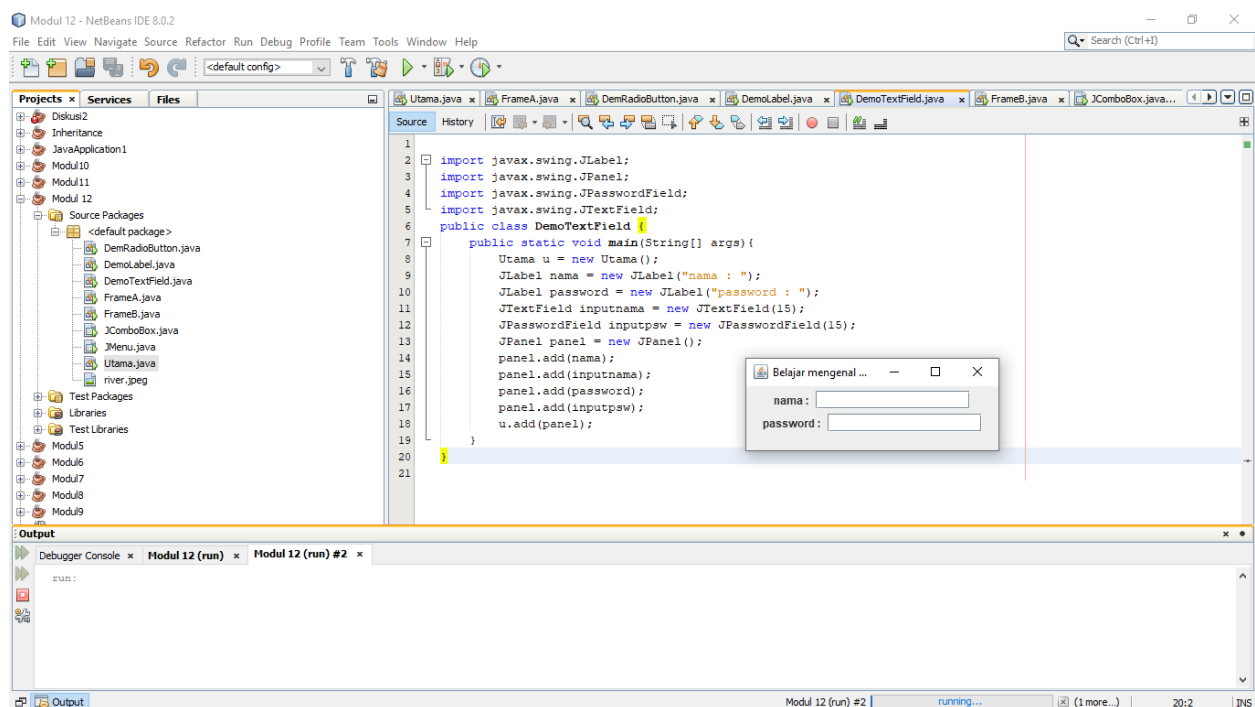 Modul 12 - NetBeans IDE 8.0.2
File Edit View Navigate Source Refactor Run Debug Profile Team Tools Window Help
Search (Ctrl+I)
<default config>
Projects x Services Files
Diskusi2
Inheritance
JavaApplication1
Modul10
Modul11
Modul 12
Source Packages
<default package>
DemRadioButton.java
DemoLabel.java
DemoTextField.java
FrameA.java
FrameB.java
JComboBox.java
JMenu.java
Utama.java
river.jpeg
Test Packages
Libraries
Test Libraries
Modul5
Modul6
Modul7
Modul8
Modul9
Utama.java x FrameA.java x DemRadioButton.java x DemoLabel.java x DemoTextField.java x FrameB.java x JComboBox.java...
Source History
1
2 import javax.swing.JLabel;
3 import javax.swing.JPanel;
4 import javax.swing.JPasswordField;
5 import javax.swing.JTextField;
6 public class DemoTextField {
7 public static void main(String[] args){
8 Utama u = new Utama();
9 JLabel nama = new JLabel("nama : ");
10 JLabel password = new JLabel("password : ");
11 JTextField inputnama = new JTextField(15);
12 JPasswordField inputpsw = new JPasswordField(15);
13 JPanel panel = new JPanel();
14 panel.add(nama);
15 panel.add(inputnama);
16 panel.add(password);
17 panel.add(inputpsw);
18 u.add(panel);
19 }
20 }
21
Belajar mengenal ...
nama :
password :
Output
Debugger Console x Modul 12 (run) x Modul 12 (run) #2 x
run:
Output
Modul 12 (run) #2 running... (1 more...) 20:2 INS